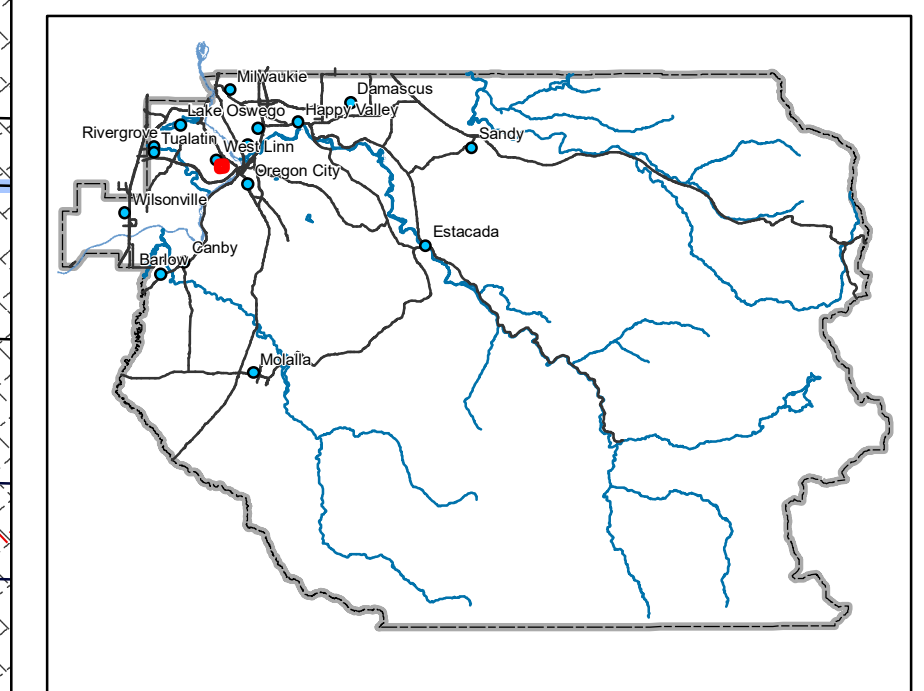 Milwaukie
Damascus
Lake Oswego
Happy Valley
Rivergrove
Tualatin
Sandy
West Linn
Oregon City
Wilsonville
Estacada
Canby
Barlow
Molalla